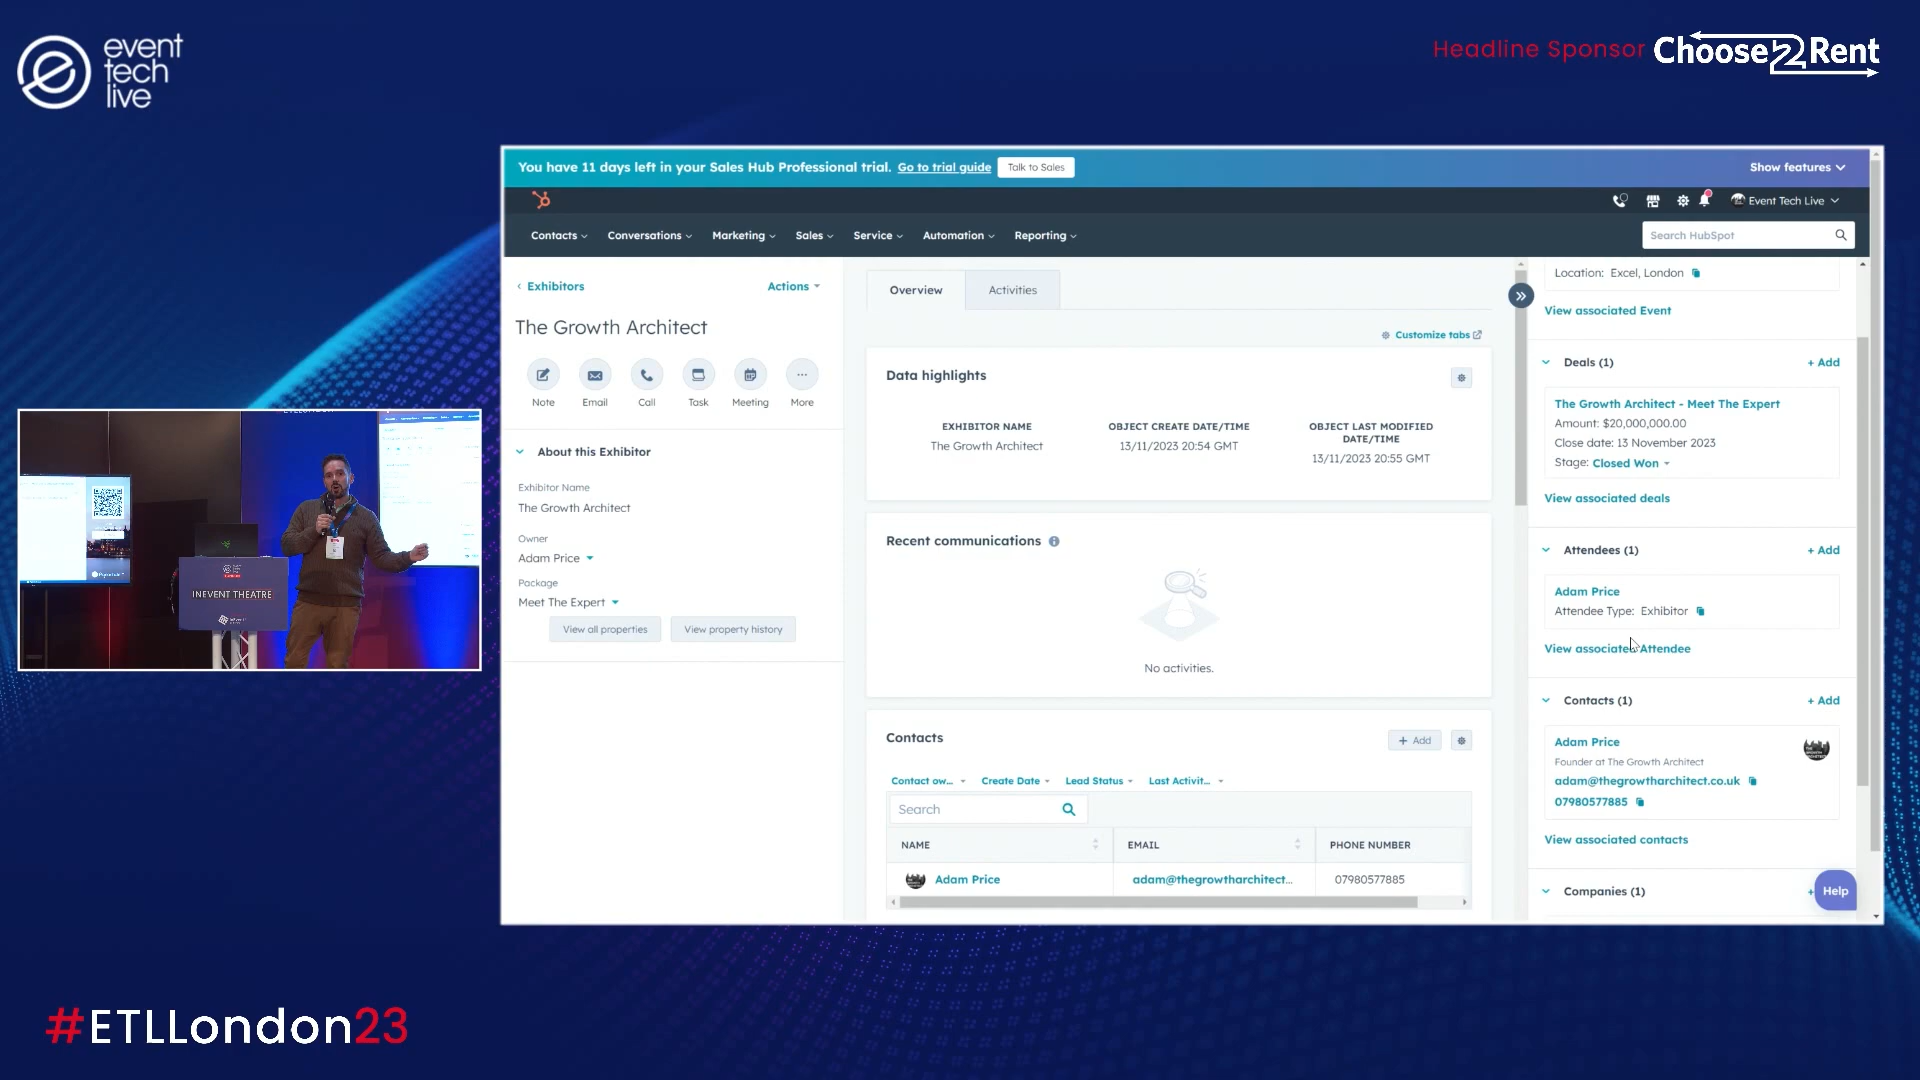 event
tech
live
Headline Sponsor Choose2Rent
You have 11 days left in your Sales Hub Professional trial. Go to trial guide Talk to Sales Show features
Event Tech Live
Contacts Conversations Marketing Sales Service Automation Reporting Search HubSpot
Exhibitors Actions
The Growth Architect
Note Email Call Task Meeting More
About this Exhibitor
Exhibitor Name
The Growth Architect
Owner
Adam Price
Package
Meet The Expert
View all properties View property history
Overview Activities
Customize tabs
Data highlights
EXHIBITOR NAME
The Growth Architect
OBJECT CREATE DATE/TIME
13/11/2023 20:54 GMT
OBJECT LAST MODIFIED
DATE/TIME
13/11/2023 20:55 GMT
Recent communications
No activities.
Contacts
+ Add
Contact ow... Create Date Lead Status Last Activit...
Search
NAME EMAIL PHONE NUMBER
Adam Price adam@thegrowtharchitect... 07980577885
Location: Excel, London
View associated Event
Deals (1) + Add
The Growth Architect - Meet The Expert
Amount: $20,000,000.00
Close date: 13 November 2023
Stage: Closed Won
View associated deals
Attendees (1) + Add
Adam Price
Attendee Type: Exhibitor
View associated Attendee
Contacts (1) + Add
Adam Price
Founder at The Growth Architect
adam@thegrowtharchitect.co.uk
07980577885
View associated contacts
Companies (1) +
Help
INEVENT THEATRE
#ETLLondon23